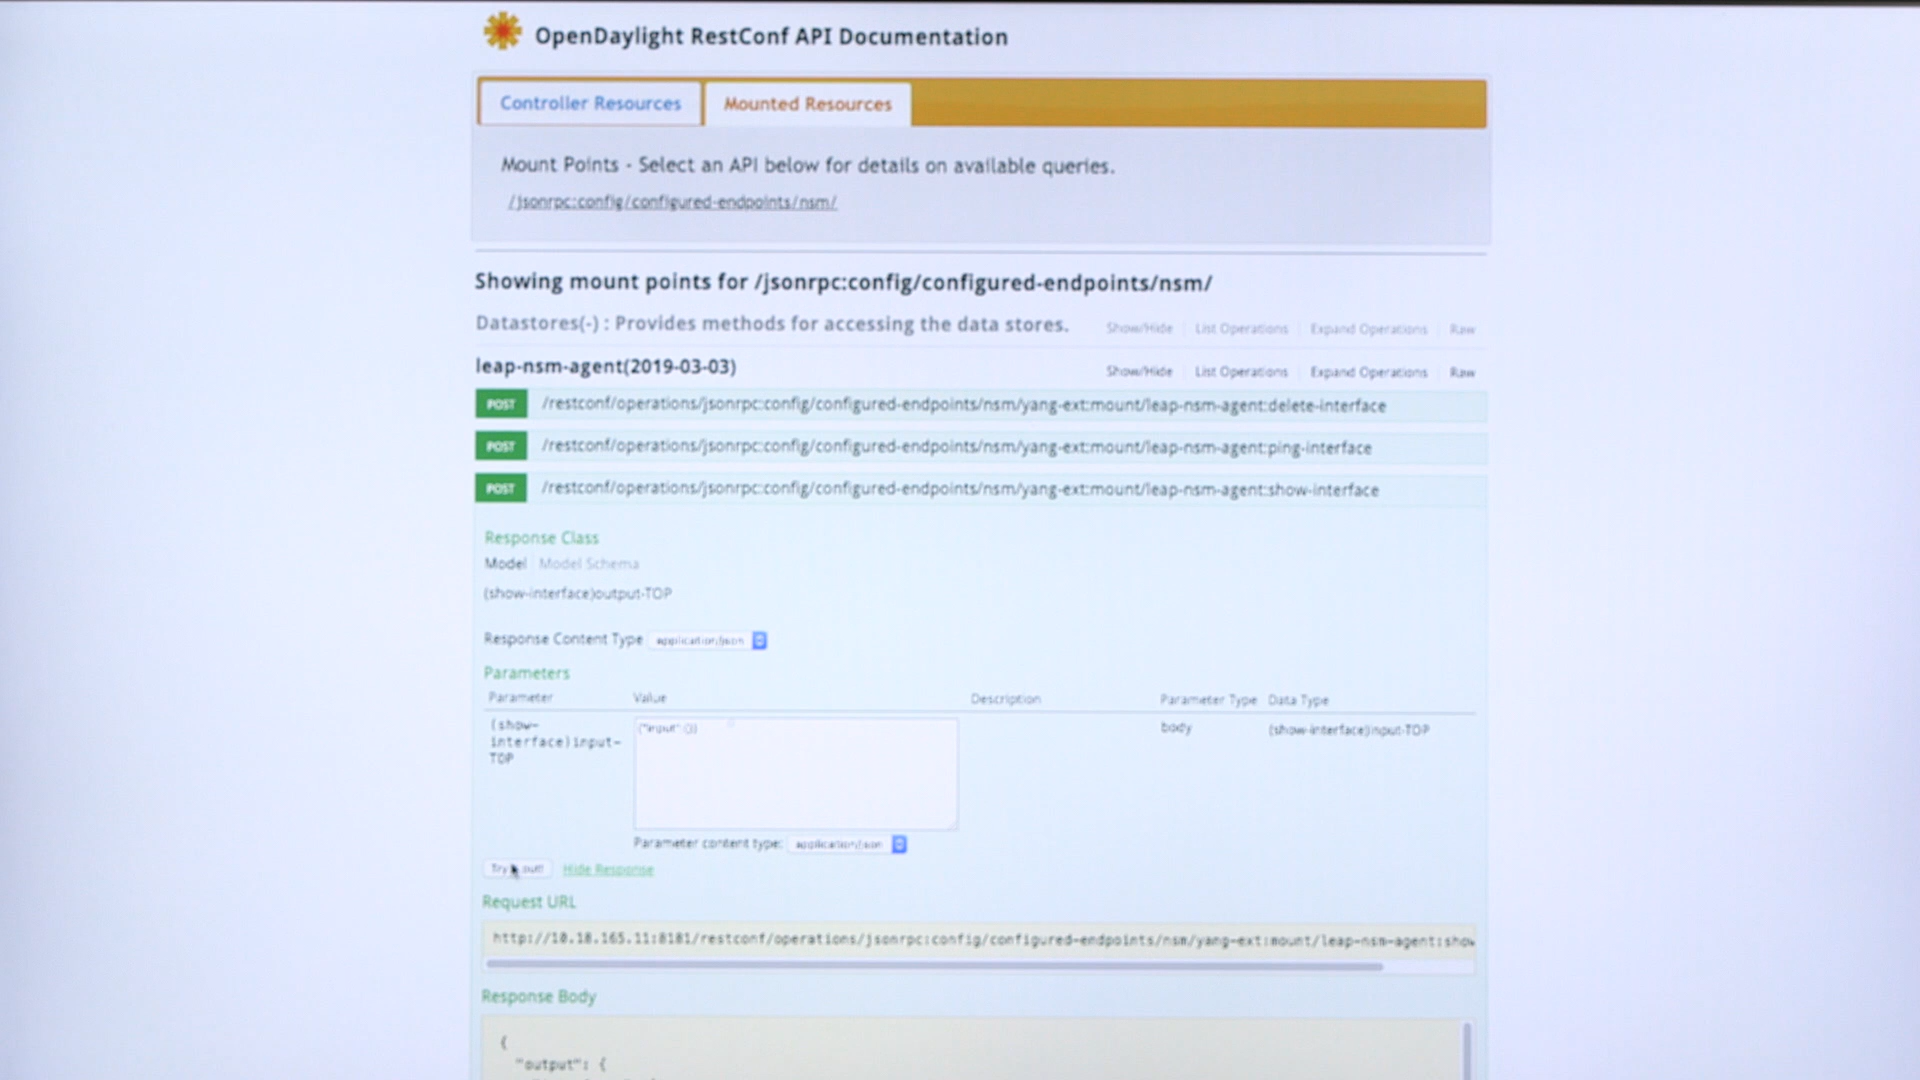 OpenDaylight RestConf API Documentation
Controller Resources
Mounted Resources
Mount Points - Select an API below for details on available queries.
/jsonrpc:config/configured-endpoints/nsm/
Showing mount points for /jsonrpc:config/configured-endpoints/nsm/
Datastores(-) : Provides methods for accessing the data stores.
Show/Hide List Operations Expand Operations Raw
leap-nsm-agent(2019-03-03)
Show/Hide List Operations Expand Operations Raw
POST /restconf/operations/jsonrpc:config/configured-endpoints/nsm/yang-ext:mount/leap-nsm-agent:delete-interface
POST /restconf/operations/jsonrpc:config/configured-endpoints/nsm/yang-ext:mount/leap-nsm-agent:ping-interface
POST /restconf/operations/jsonrpc:config/configured-endpoints/nsm/yang-ext:mount/leap-nsm-agent:show-interface
Response Class
Model Model Schema
(show-interface)output-TOP
Response Content Type application/json
Parameters
Parameter Value Description Parameter Type Data Type
(show-
interface)input-
TOP
{"input":{}}
body
(show-interface)input-TOP
Parameter content type: application/json
Try it out! Hide Response
Request URL
http://10.18.165.11:8181/restconf/operations/jsonrpc:config/configured-endpoints/nsm/yang-ext:mount/leap-nsm-agent:show
Response Body
{
"output": {